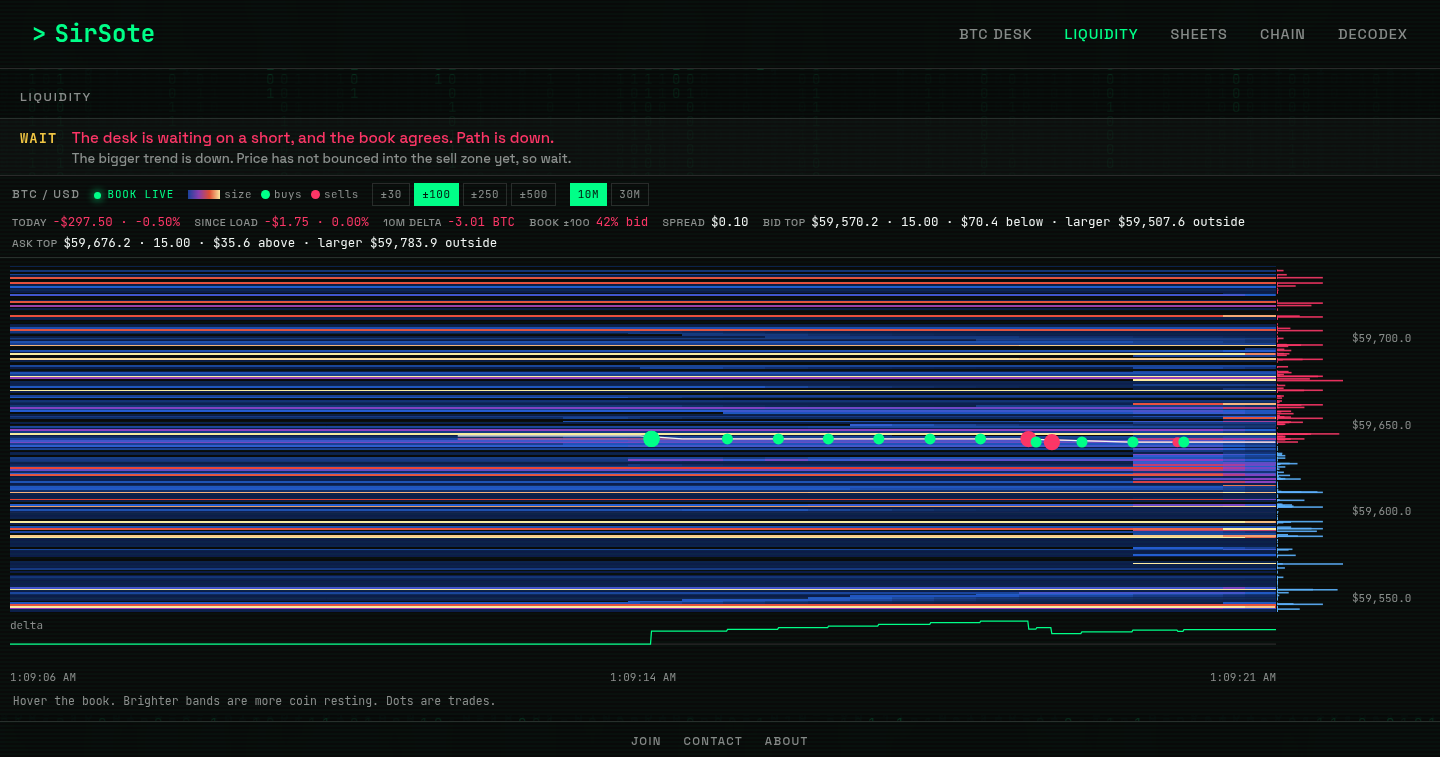 > SirSote
BTC DESK LIQUIDITY SHEETS CHAIN DECODEX
LIQUIDITY
WAIT The desk is waiting on a short, and the book agrees. Path is down.
The bigger trend is down. Price has not bounced into the sell zone yet, so wait.
BTC / USD BOOK LIVE size buys sells ±30 ±100 ±250 ±500 10M 30M
TODAY -$297.50 · -0.50% SINCE LOAD -$1.75 · 0.00% 10M DELTA -3.01 BTC BOOK ±100 42% bid SPREAD $0.10 BID TOP $59,570.2 · 15.00 · $70.4 below · larger $59,507.6 outside
ASK TOP $59,676.2 · 15.00 · $35.6 above · larger $59,783.9 outside
$59,700.0
$59,650.0
$59,600.0
$59,550.0
delta
1:09:06 AM 1:09:14 AM 1:09:21 AM
Hover the book. Brighter bands are more coin resting. Dots are trades.
JOIN CONTACT ABOUT